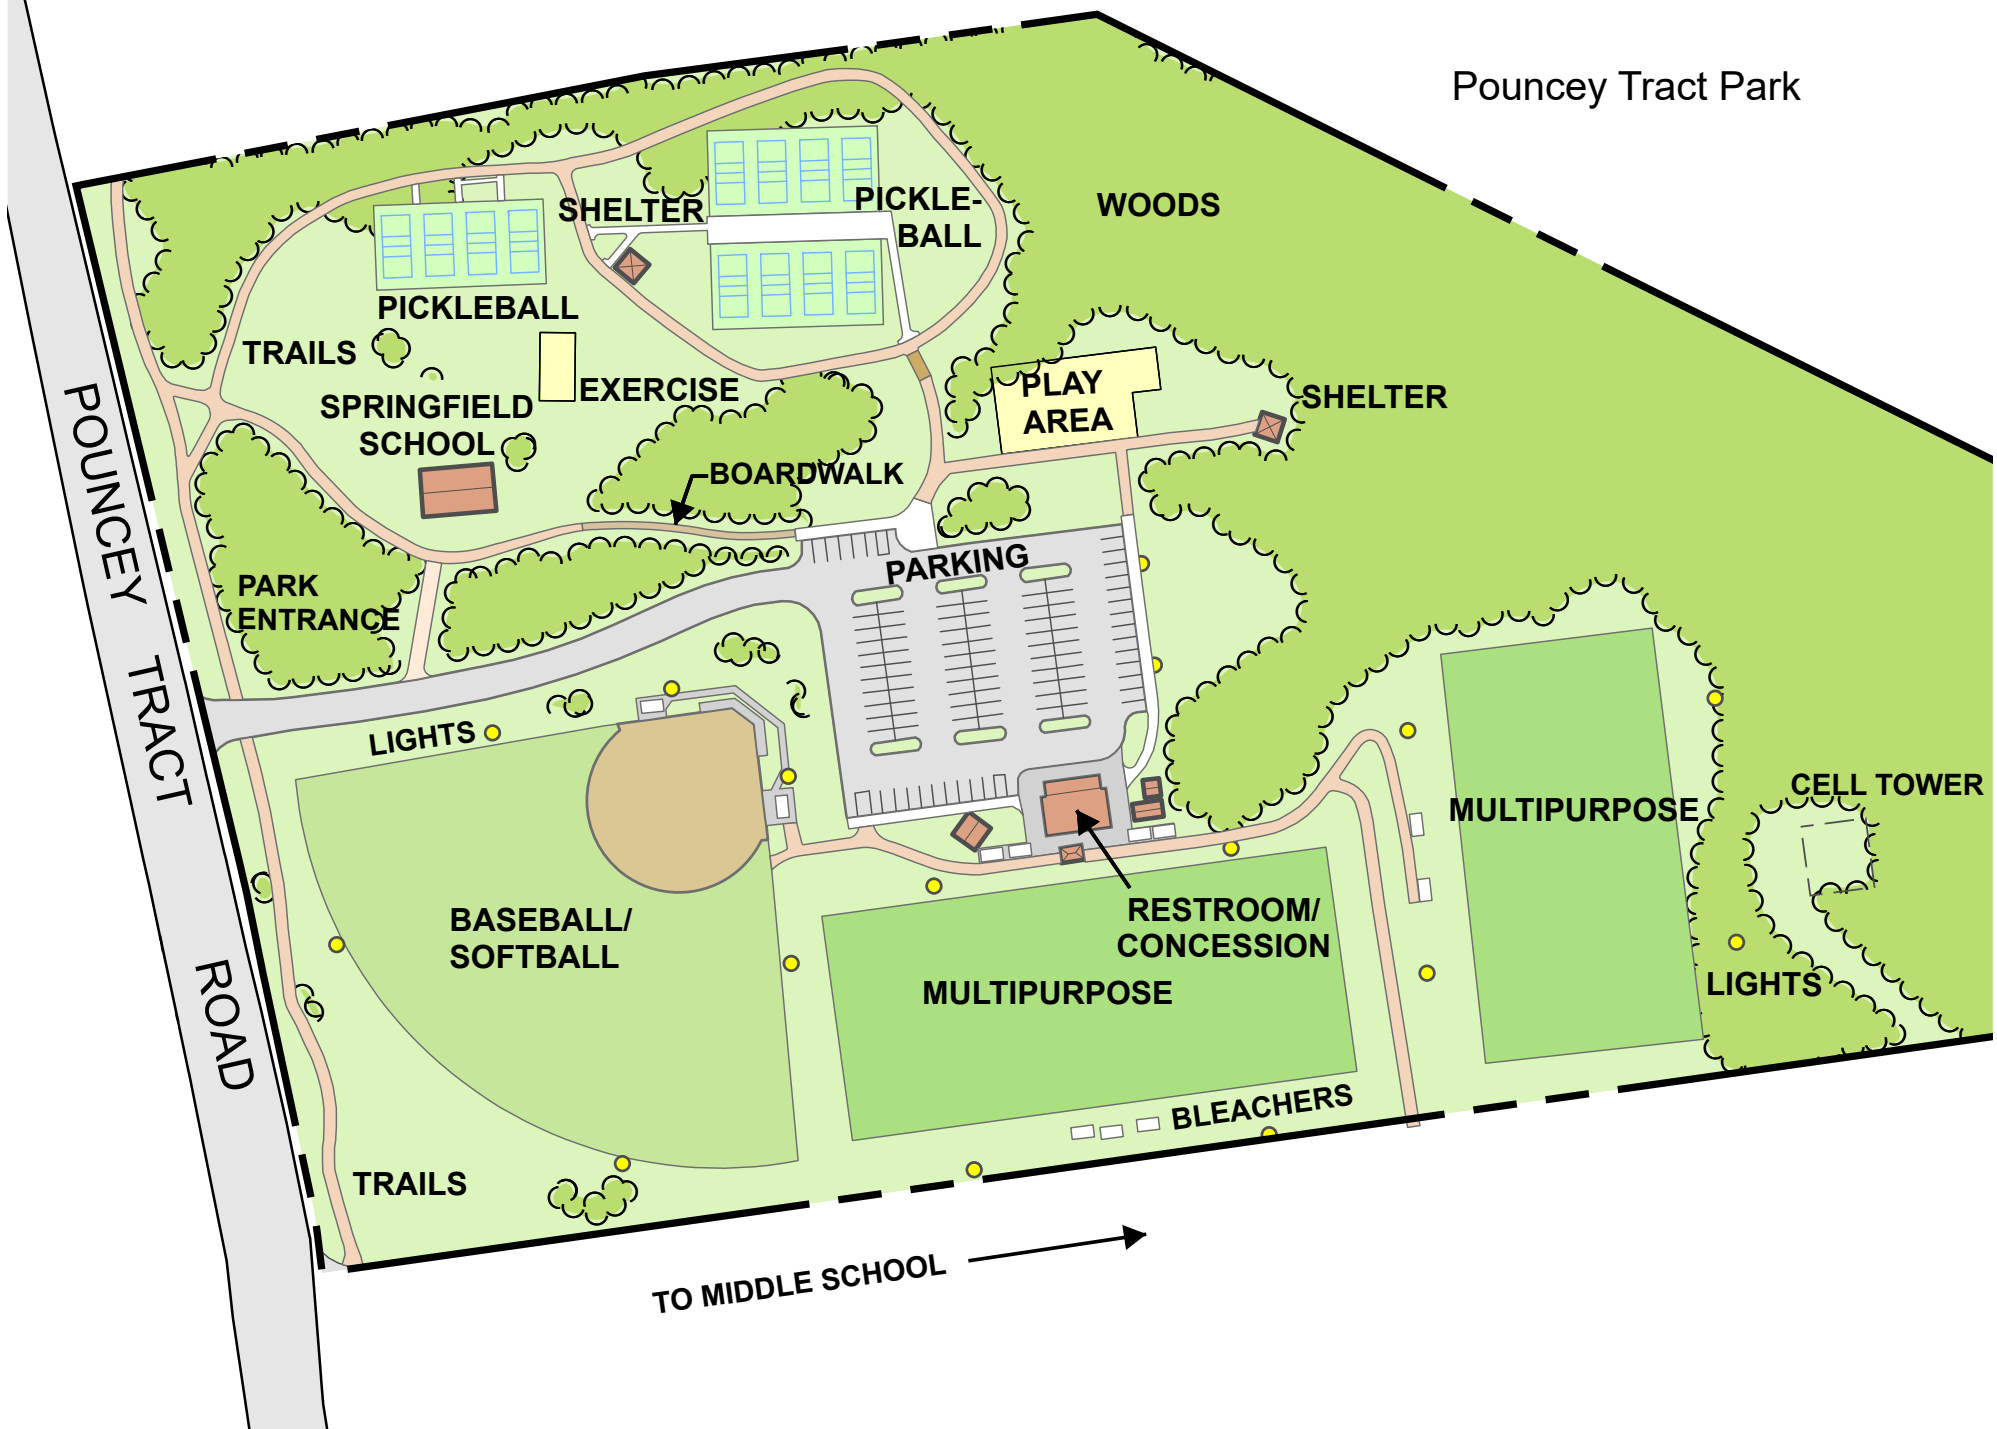 Pouncey Tract Park
WOODS
SHELTER
PICKLE-
BALL
PICKLEBALL
TRAILS
EXERCISE
SPRINGFIELD
SCHOOL
PLAY
AREA
SHELTER
BOARDWALK
PARKING
PARK
ENTRANCE
POUNCEY TRACT ROAD
LIGHTS
MULTIPURPOSE
CELL TOWER
BASEBALL/
SOFTBALL
RESTROOM/
CONCESSION
MULTIPURPOSE
LIGHTS
BLEACHERS
TRAILS
TO MIDDLE SCHOOL